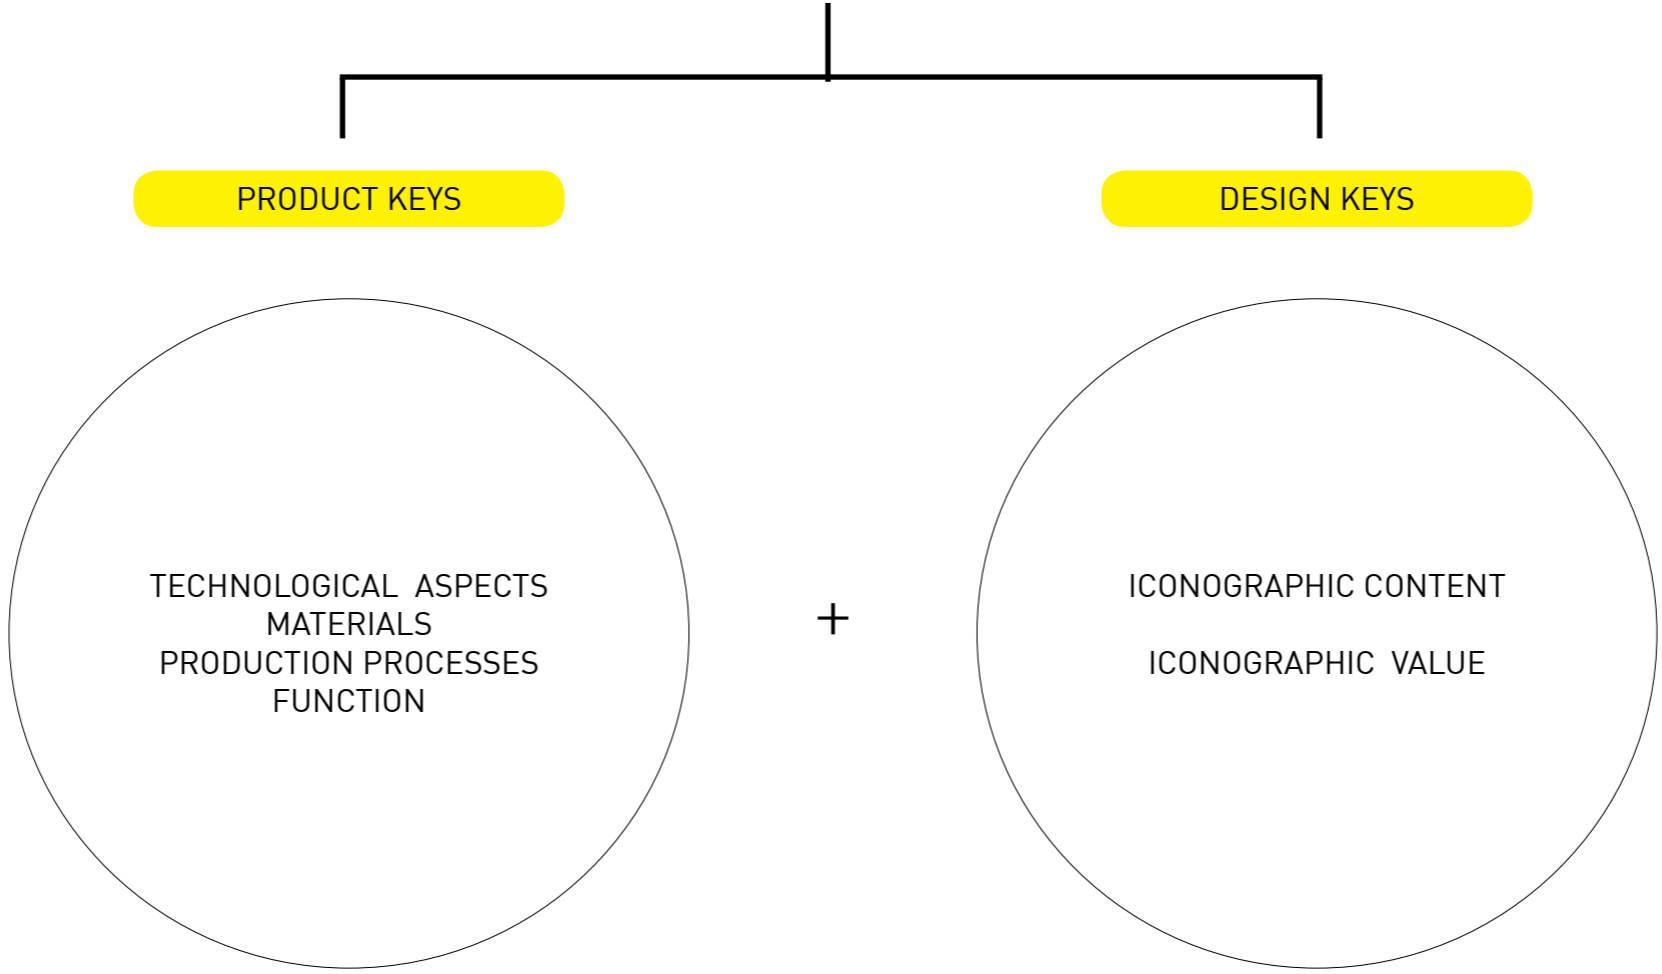 PRODUCT KEYS
DESIGN KEYS
TECHNOLOGICAL ASPECTS
MATERIALS
PRODUCTION PROCESSES
FUNCTION
+
ICONOGRAPHIC CONTENT
ICONOGRAPHIC VALUE